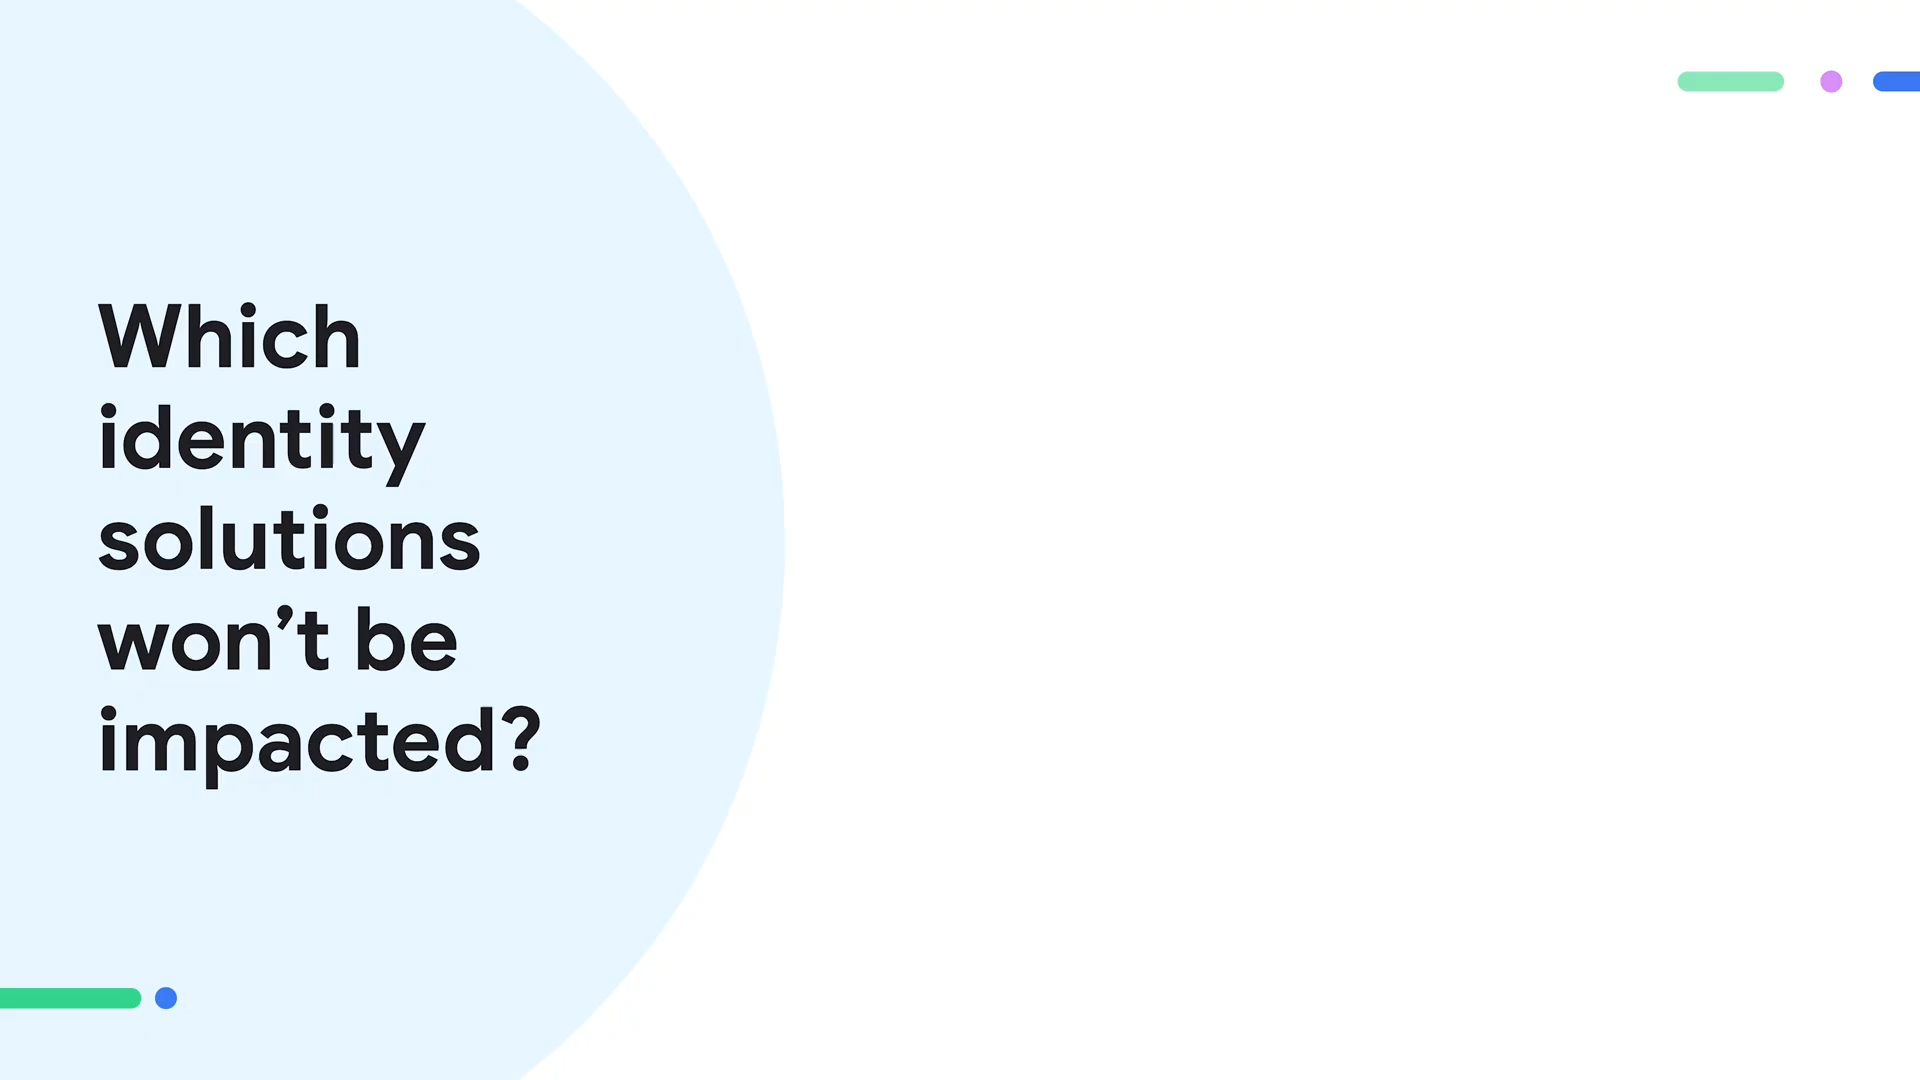 Which
identity
solutions
won’t be
impacted?